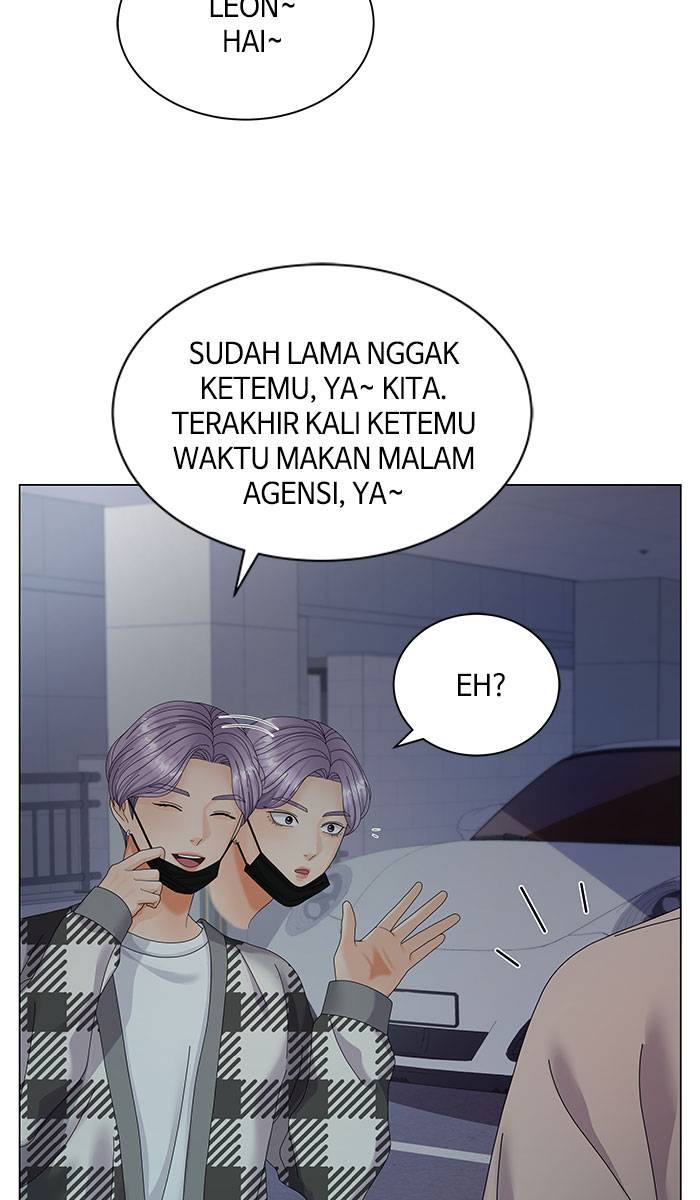 LEON~
HAI~
SUDAH LAMA NGGAK
KETEMU, YA~ KITA.
TERAKHIR KALI KETEMU
WAKTU MAKAN MALAM
AGENSI, YA~
EH?